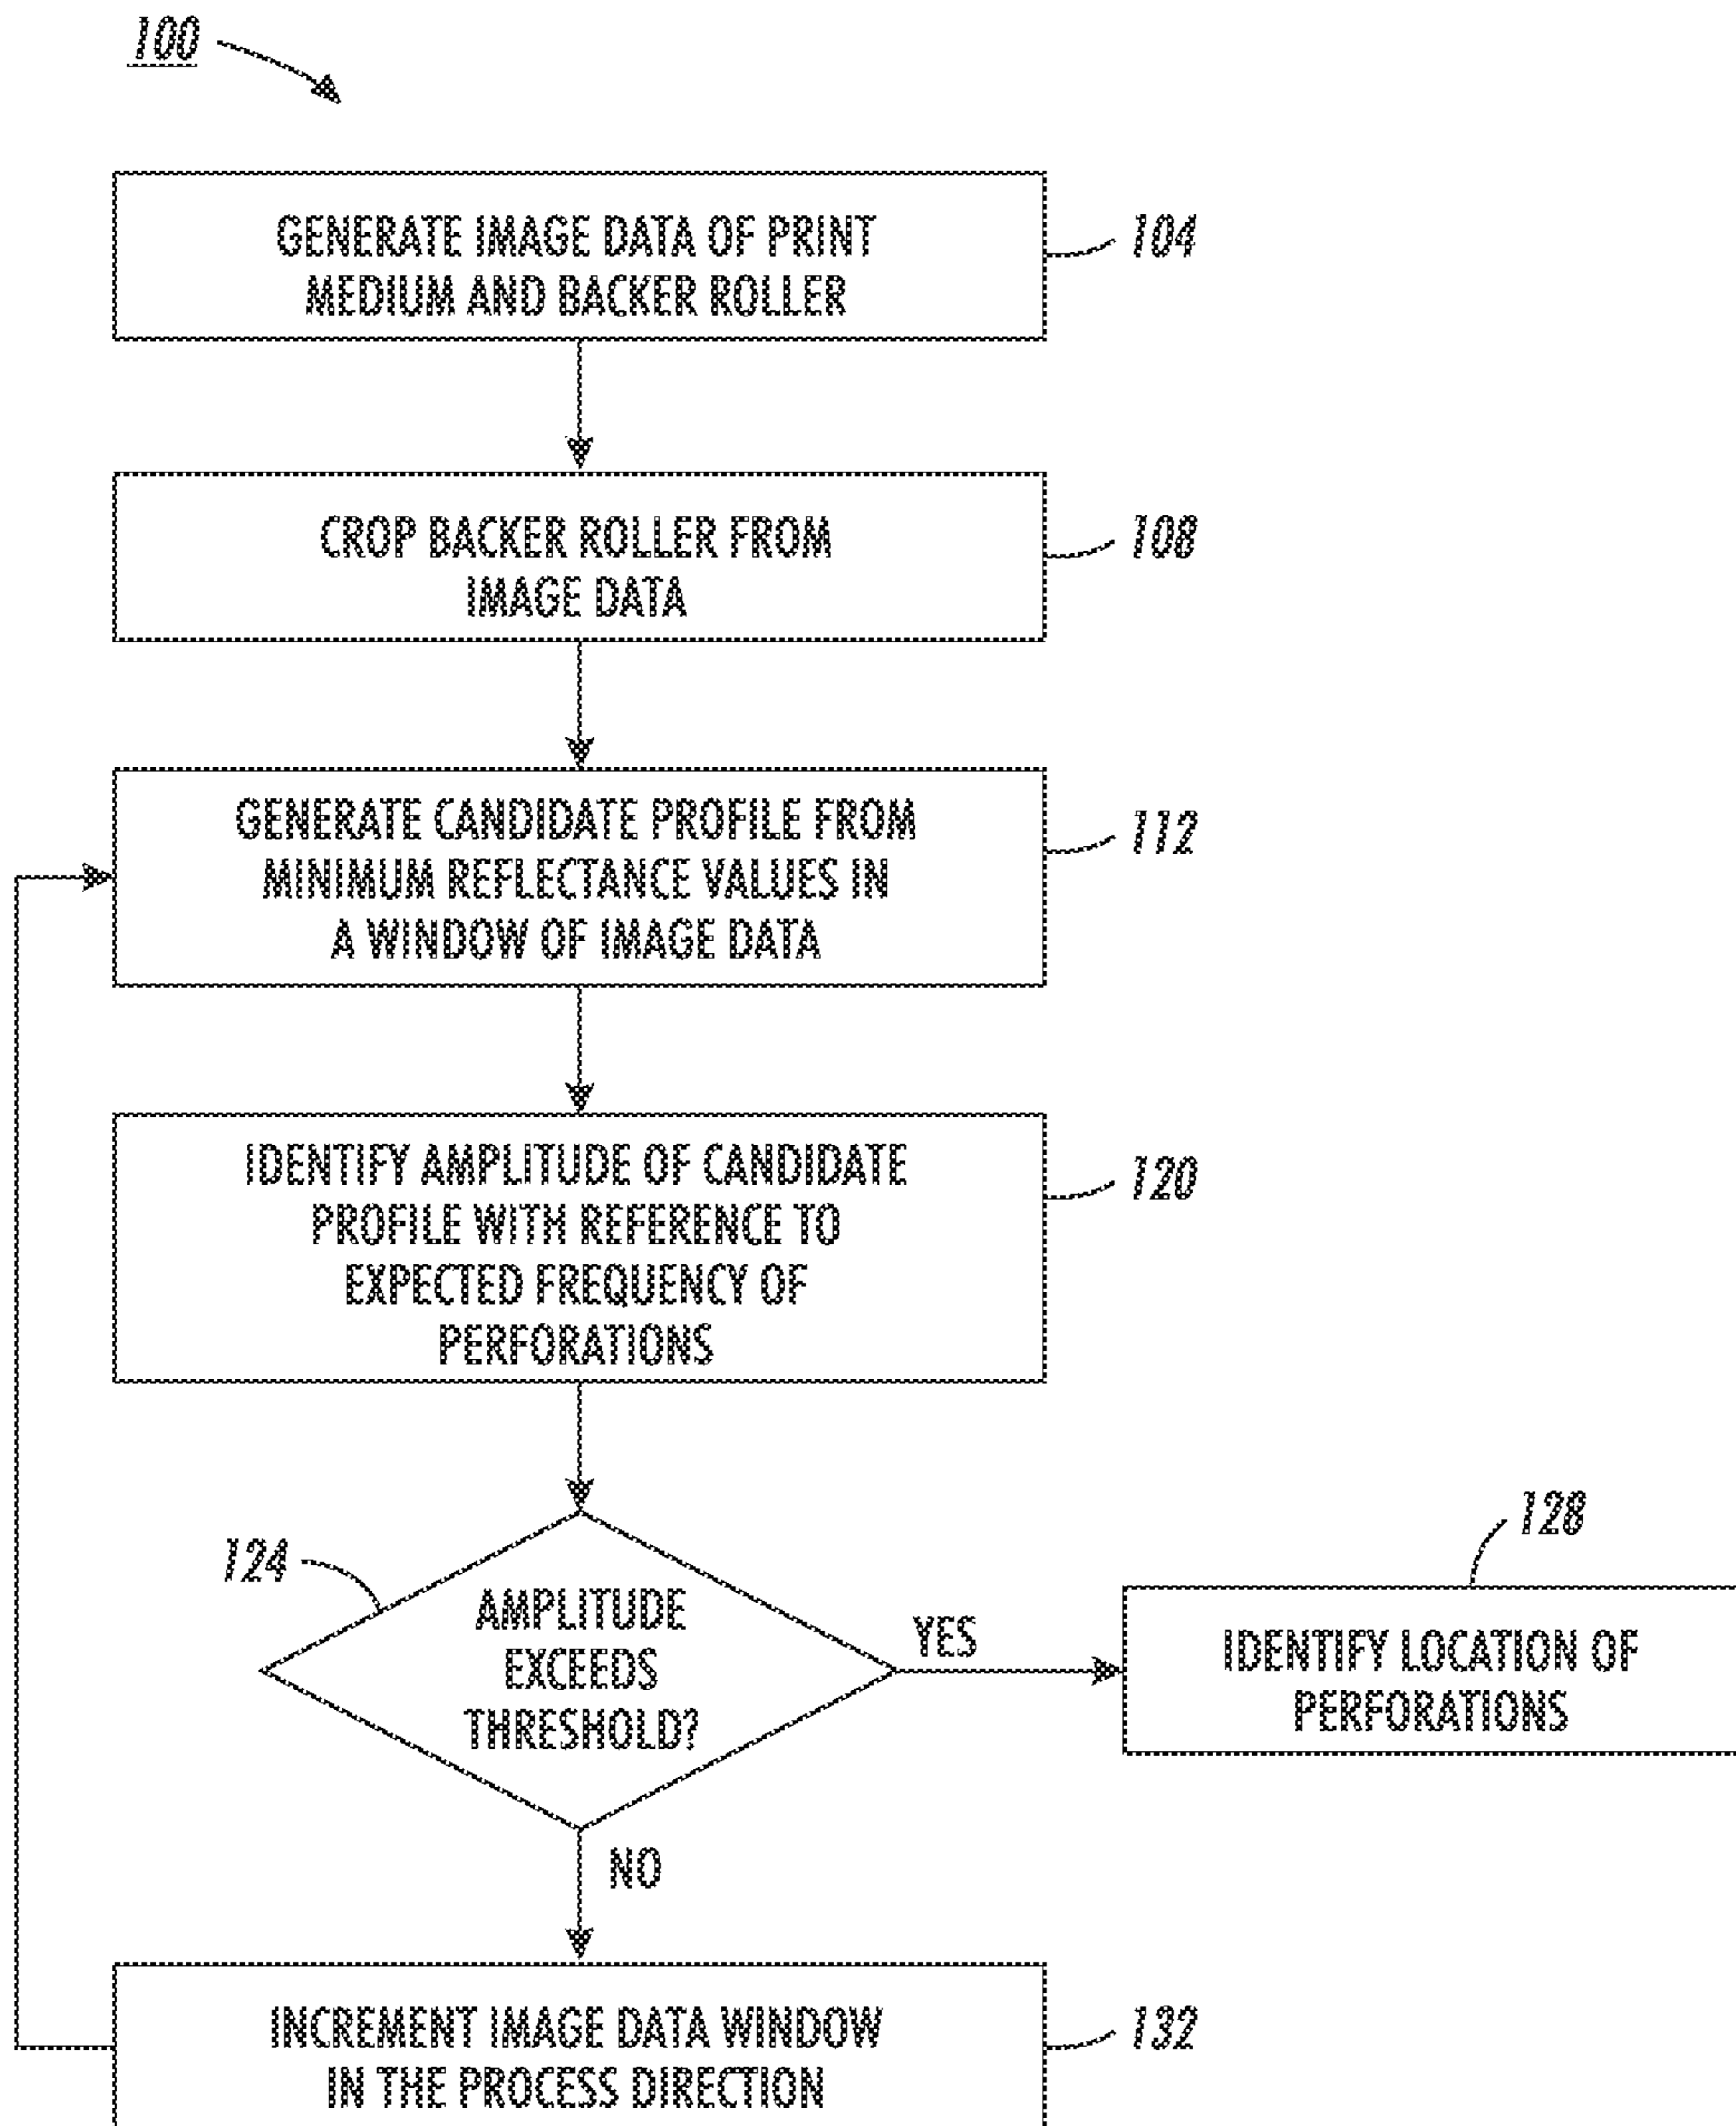 100
GENERATE IMAGE DATA OF PRINT
MEDIUM AND BACKER ROLLER
104
CROP BACKER ROLLER FROM
IMAGE DATA
108
GENERATE CANDIDATE PROFILE FROM
MINIMUM REFLECTANCE VALUES IN
A WINDOW OF IMAGE DATA
112
IDENTIFY AMPLITUDE OF CANDIDATE
PROFILE WITH REFERENCE TO
EXPECTED FREQUENCY OF
PERFORATIONS
120
124
AMPLITUDE
EXCEEDS
THRESHOLD?
YES
128
IDENTIFY LOCATION OF
PERFORATIONS
NO
INCREMENT IMAGE DATA WINDOW
IN THE PROCESS DIRECTION
132